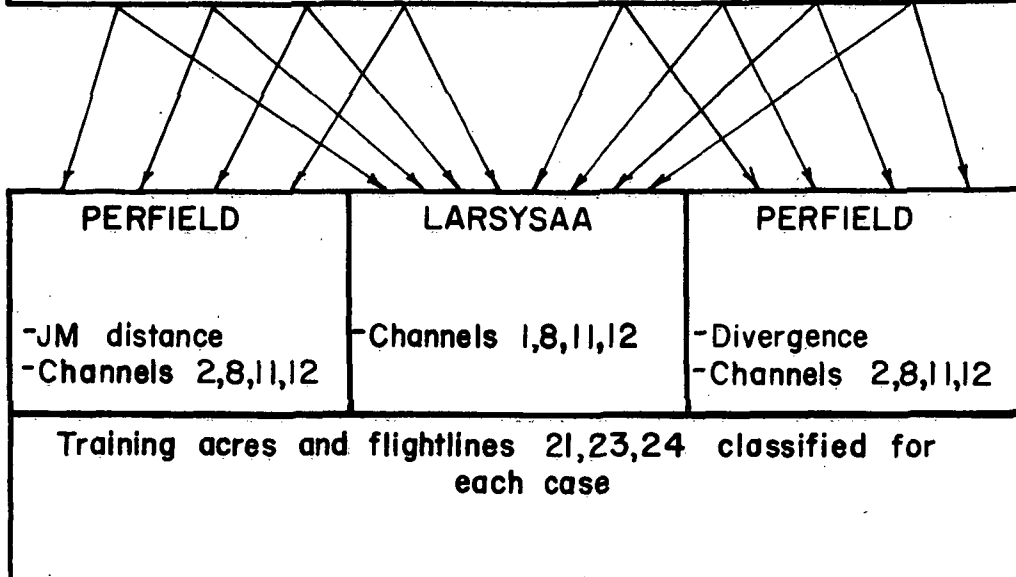 PERFIELD
-JM distance
-Channels 2,8,11,12
LARSYSAA
-Channels 1,8,11,12
PERFIELD
-Divergence
-Channels 2,8,11,12
Training acres and flightlines 21,23,24 classified for
each case